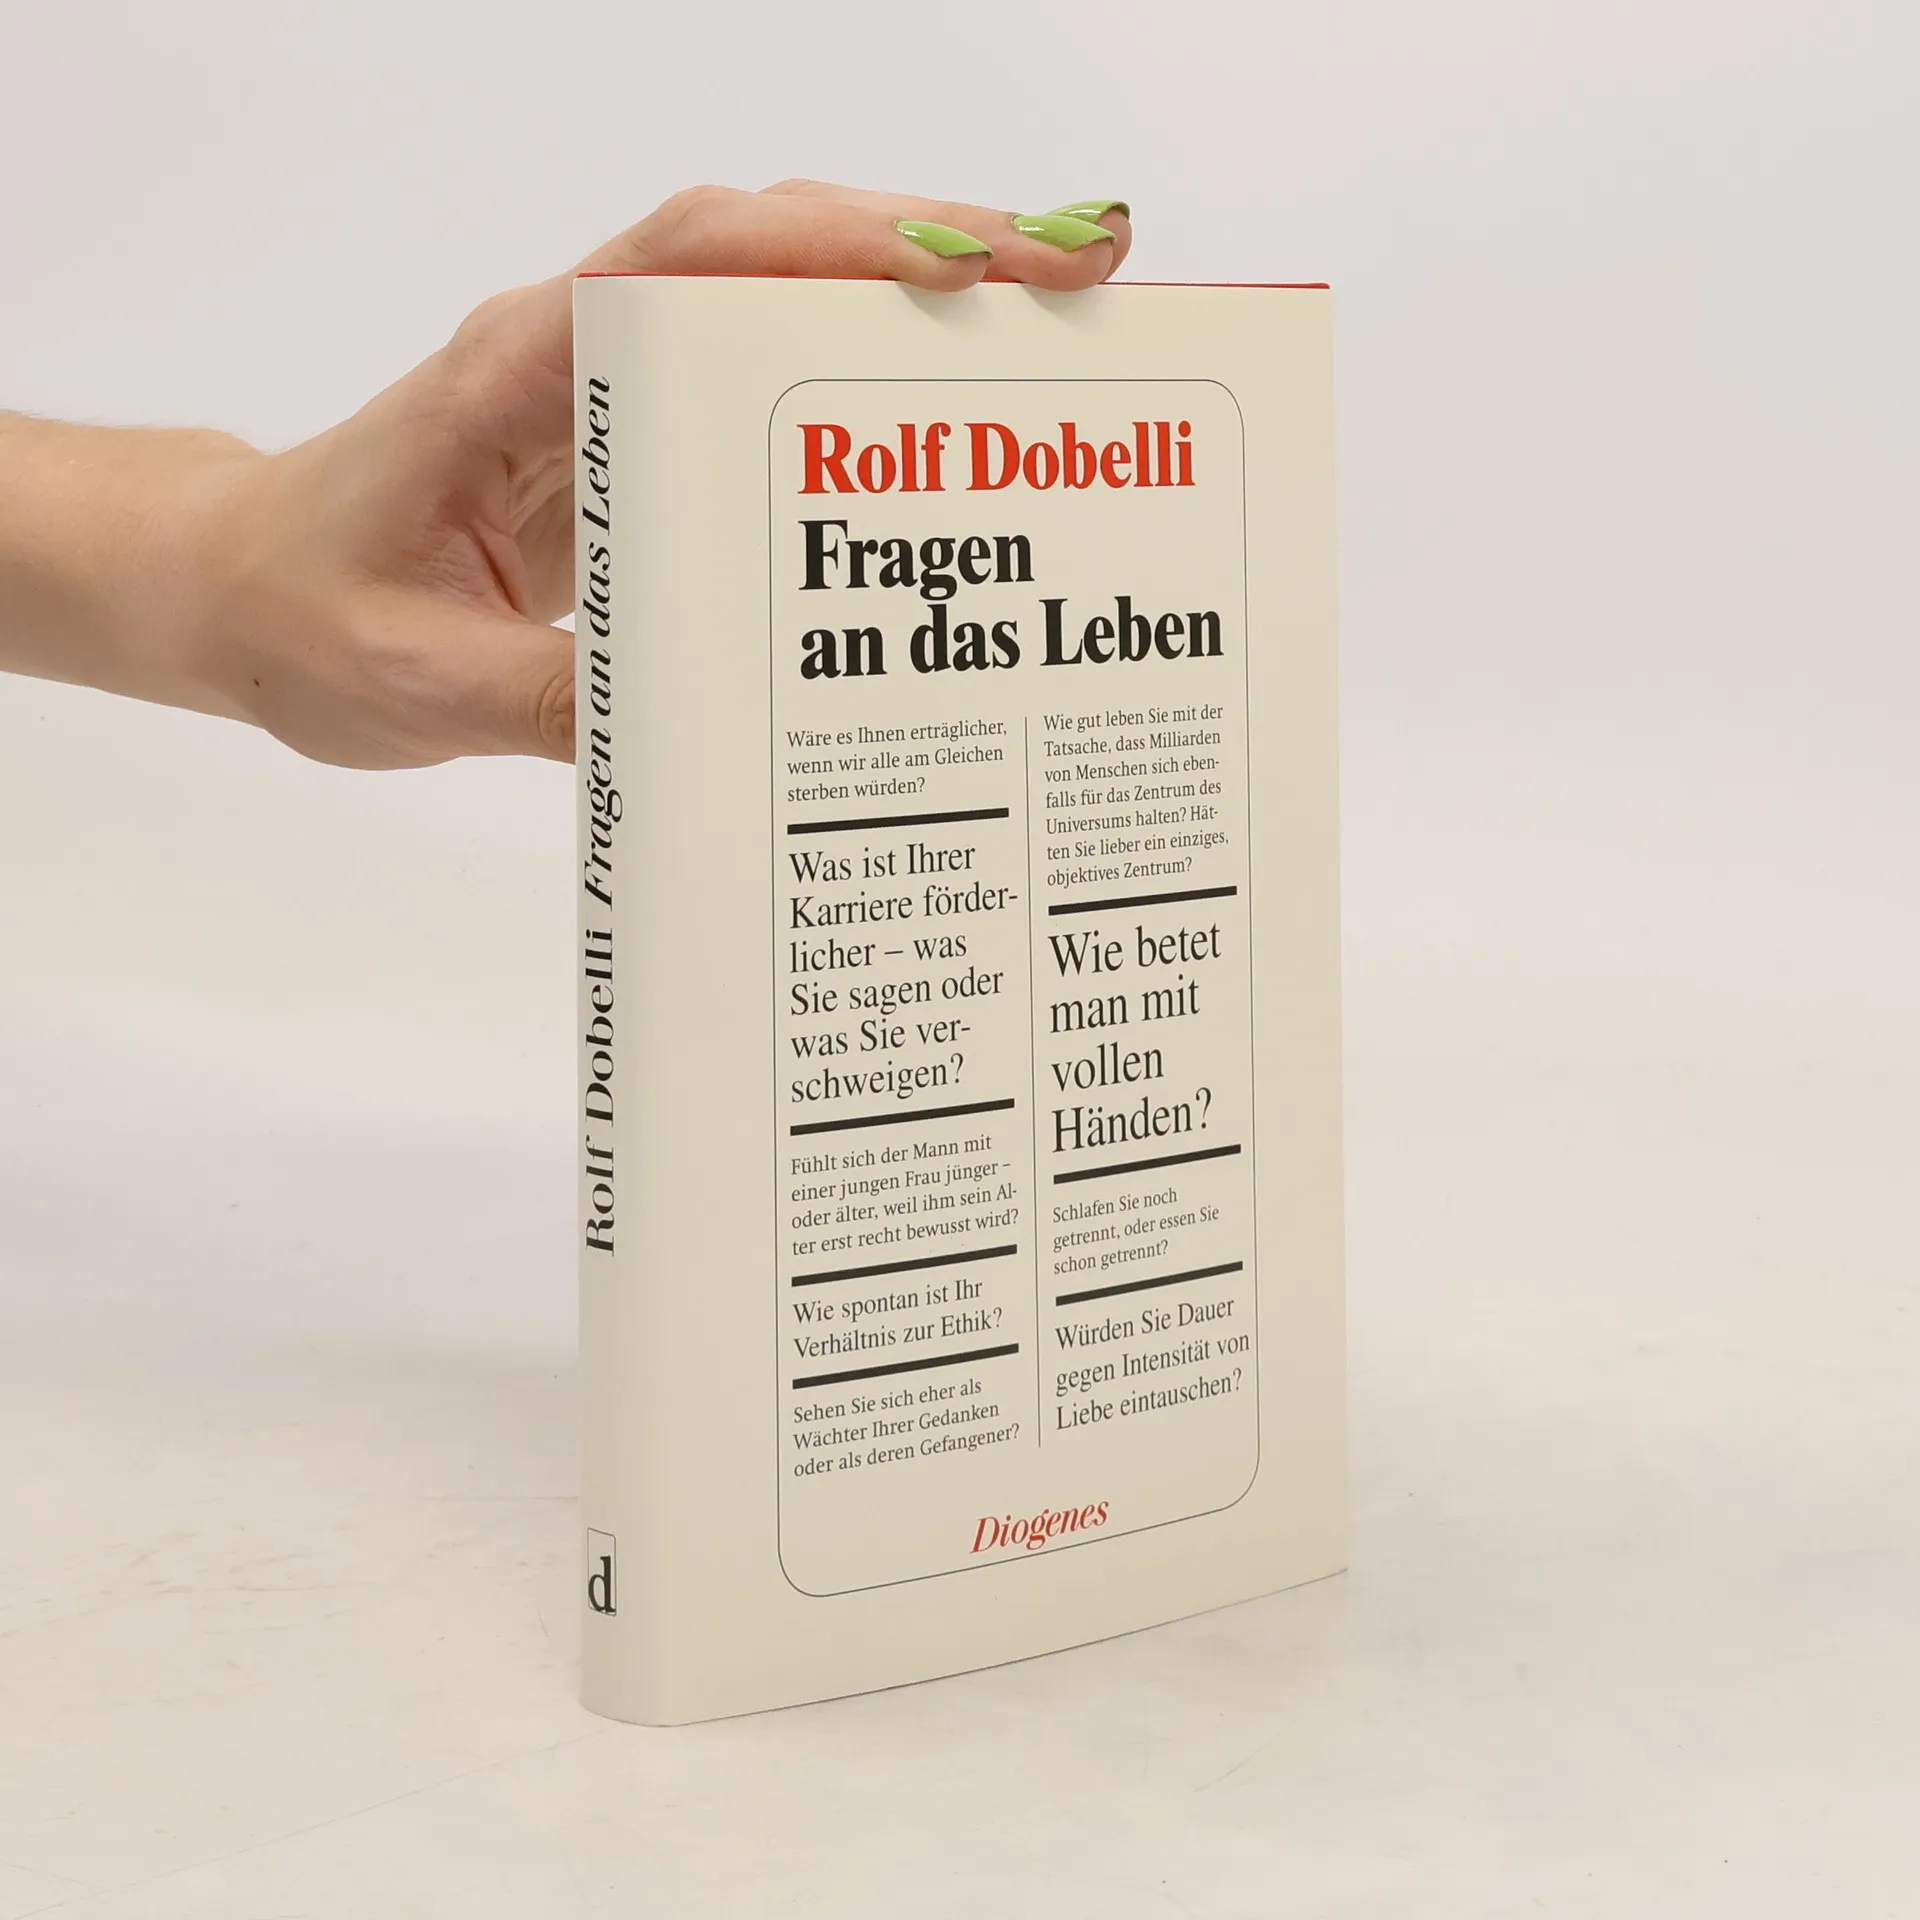 Rolf Dobelli Fragen an das Leben
d
Rolf Dobelli
Fragen
an das Leben
Wäre es Ihnen erträglicher,
wenn wir alle am Gleichen
sterben würden?
Was ist Ihrer
Karriere förder-
licher – was
Sie sagen oder
was Sie ver-
schweigen?
Fühlt sich der Mann mit
einer jungen Frau jünger –
oder älter, weil ihm sein Al-
ter erst recht bewusst wird?
Wie spontan ist Ihr
Verhältnis zur Ethik?
Sehen Sie sich eher als
Wächter Ihrer Gedanken
oder als deren Gefangener?
Wie gut leben Sie mit der
Tatsache, dass Milliarden
von Menschen sich eben-
falls für das Zentrum des
Universums halten? Hät-
ten Sie lieber ein einziges,
objektives Zentrum?
Wie betet
man mit
vollen
Händen?
Schlafen Sie noch
getrennt, oder essen Sie
schon getrennt?
Würden Sie Dauer
gegen Intensität von
Liebe eintauschen?
Diogenes